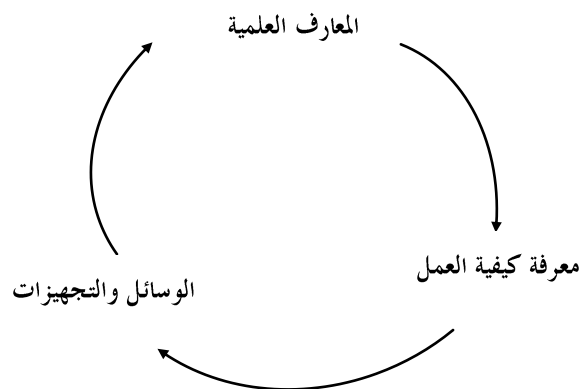 المعارف العلمية
معرفة كيفية العمل
الوسائل والتجهيزات